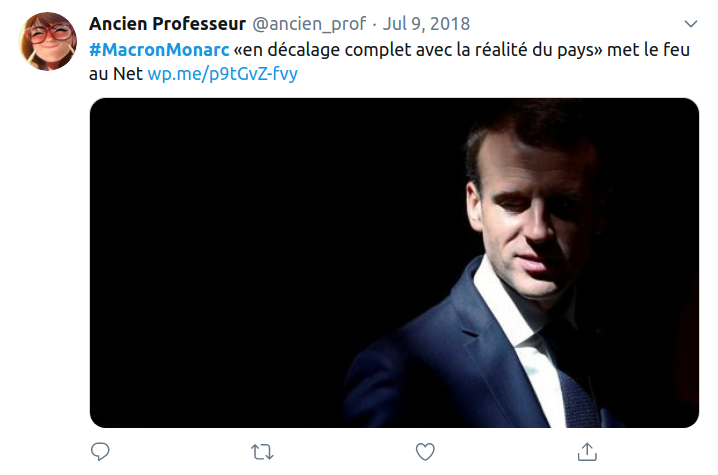 Ancien Professeur @ancien_prof · Jul 9, 2018
#MacronMonarc «en décalage complet avec la réalité du pays» met le feu
au Net wp.me/p9tGvZ-fvy